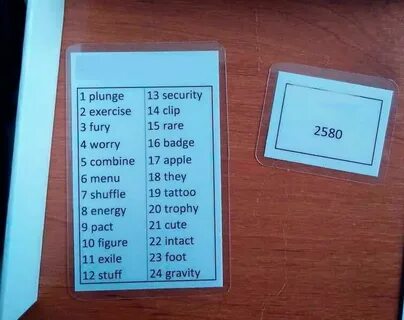 1 plunge
2 exercise
3 fury
4 worry
5 combine
6 menu
7 shuffle
8 energy
9 pact
10 figure
11 exile
12 stuff
13 security
14 clip
15 rare
16 badge
17 apple
18 they
19 tattoo
20 trophy
21 cute
22 intact
23 foot
24 gravity
2580